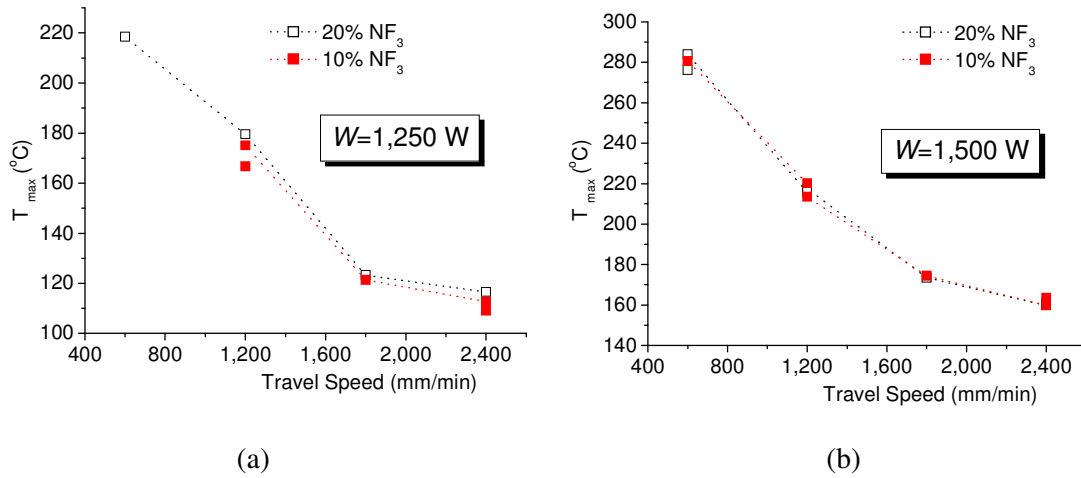 20% NF3
10% NF3
W=1,250 W
T max (oC)
220
200
180
160
140
120
100
400 800 1,200 1,600 2,000 2,400
Travel Speed (mm/min)
(a)
20% NF3
10% NF3
W=1,500 W
T max (oC)
300
280
260
240
220
200
180
160
140
400 800 1,200 1,600 2,000 2,400
Travel Speed (mm/min)
(b)